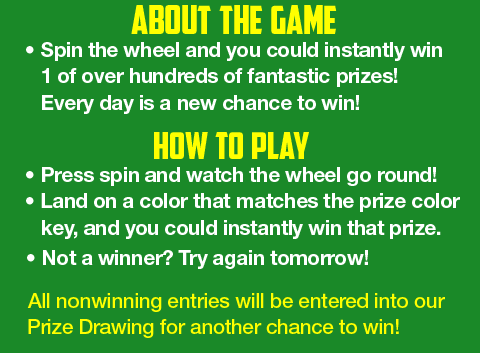 ABOUT THE GAME
• Spin the wheel and you could instantly win
1 of over hundreds of fantastic prizes!
Every day is a new chance to win!
HOW TO PLAY
• Press spin and watch the wheel go round!
• Land on a color that matches the prize color
key, and you could instantly win that prize.
• Not a winner? Try again tomorrow!
All nonwinning entries will be entered into our
Prize Drawing for another chance to win!